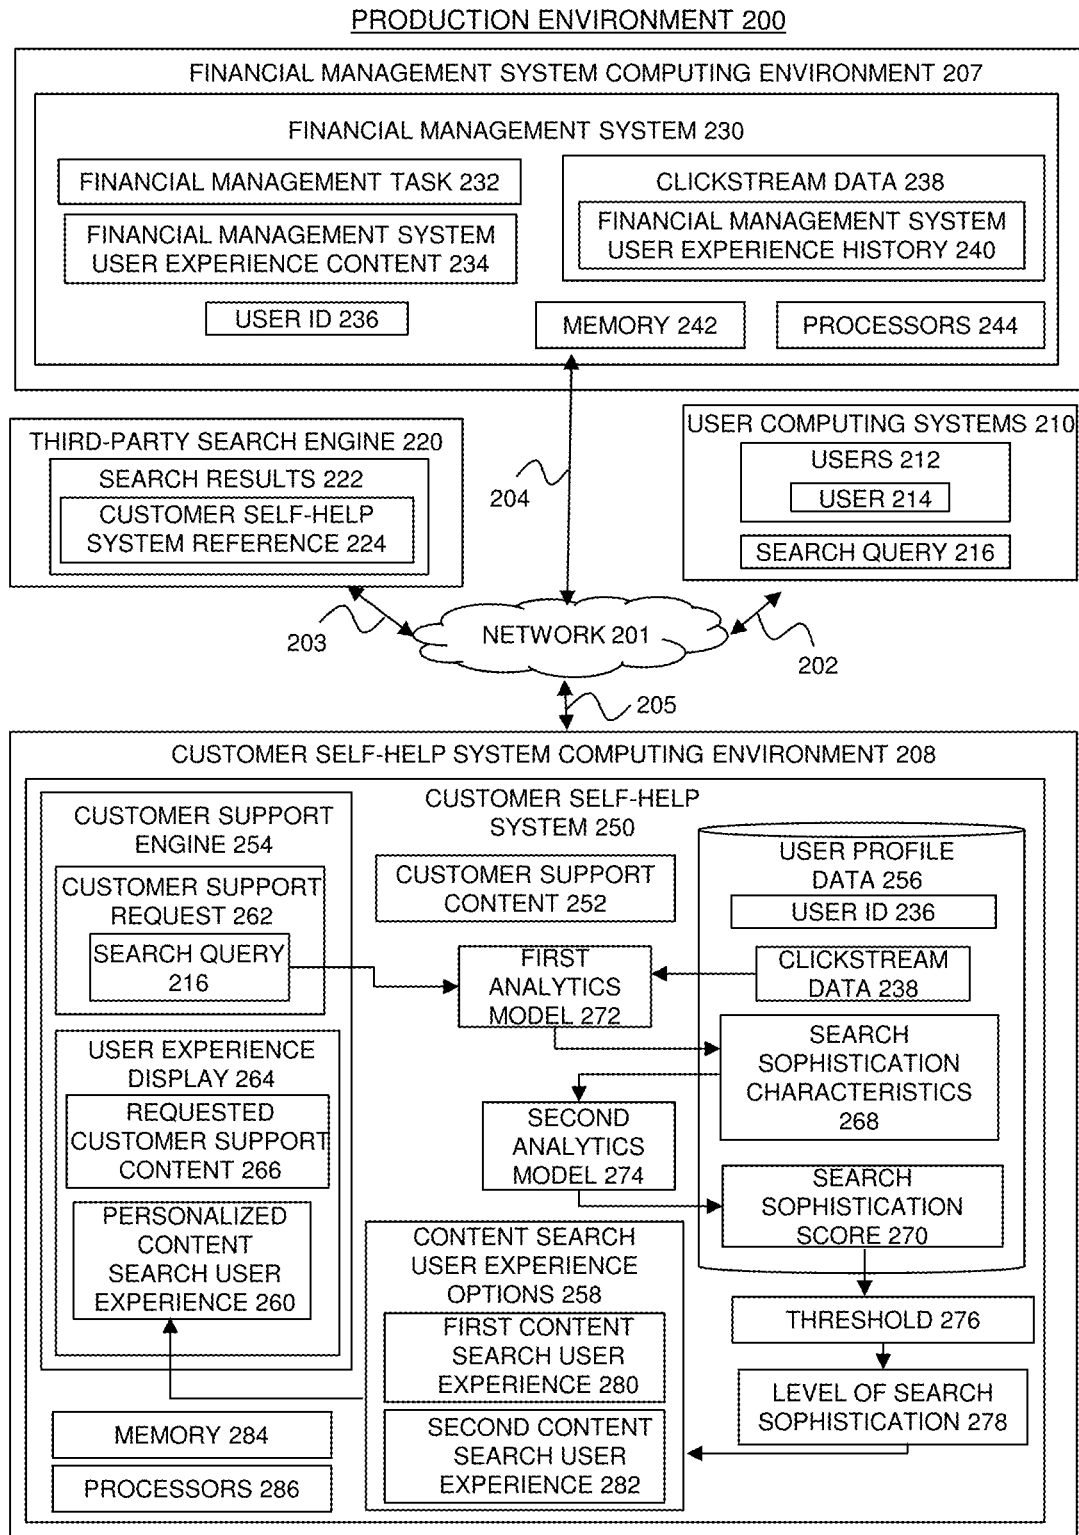 PRODUCTION ENVIRONMENT 200
FINANCIAL MANAGEMENT SYSTEM COMPUTING ENVIRONMENT 207
FINANCIAL MANAGEMENT SYSTEM 230
FINANCIAL MANAGEMENT TASK 232
FINANCIAL MANAGEMENT SYSTEM
USER EXPERIENCE CONTENT 234
USER ID 236
CLICKSTREAM DATA 238
FINANCIAL MANAGEMENT SYSTEM
USER EXPERIENCE HISTORY 240
MEMORY 242
PROCESSORS 244
THIRD-PARTY SEARCH ENGINE 220
SEARCH RESULTS 222
CUSTOMER SELF-HELP
SYSTEM REFERENCE 224
204
USER COMPUTING SYSTEMS 210
USERS 212
USER 214
SEARCH QUERY 216
203
NETWORK 201
202
205
CUSTOMER SELF-HELP SYSTEM COMPUTING ENVIRONMENT 208
CUSTOMER SELF-HELP
SYSTEM 250
CUSTOMER SUPPORT
ENGINE 254
CUSTOMER SUPPORT
REQUEST 262
SEARCH QUERY
216
USER EXPERIENCE
DISPLAY 264
REQUESTED
CUSTOMER SUPPORT
CONTENT 266
PERSONALIZED
CONTENT
SEARCH USER
EXPERIENCE 260
MEMORY 284
PROCESSORS 286
CUSTOMER SUPPORT
CONTENT 252
FIRST
ANALYTICS
MODEL 272
SECOND
ANALYTICS
MODEL 274
CONTENT SEARCH
USER EXPERIENCE
OPTIONS 258
FIRST CONTENT
SEARCH USER
EXPERIENCE 280
SECOND CONTENT
SEARCH USER
EXPERIENCE 282
USER PROFILE
DATA 256
USER ID 236
CLICKSTREAM
DATA 238
SEARCH
SOPHISTICATION
CHARACTERISTICS
268
SEARCH
SOPHISTICATION
SCORE 270
THRESHOLD 276
LEVEL OF SEARCH
SOPHISTICATION 278